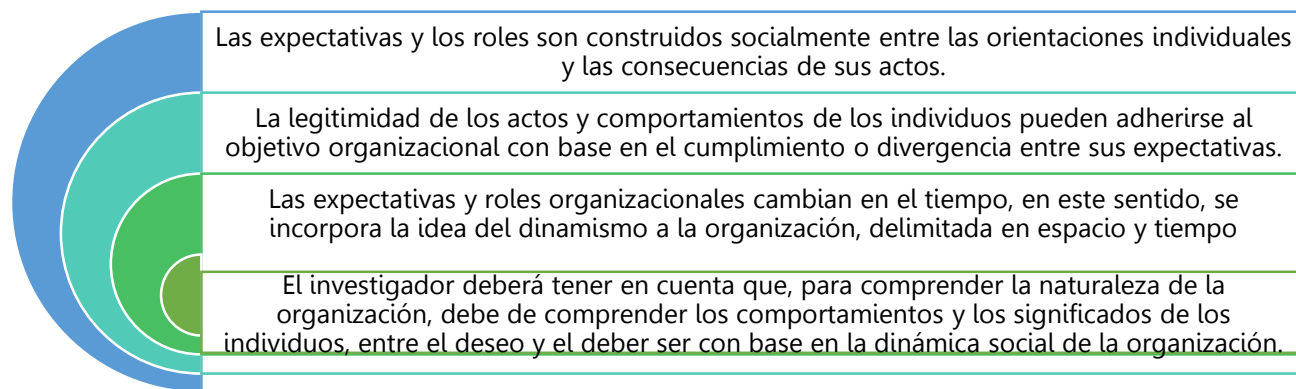 Las expectativas y los roles son construidos socialmente entre las orientaciones individuales
y las consecuencias de sus actos.
La legitimidad de los actos y comportamientos de los individuos pueden adherirse al
objetivo organizacional con base en el cumplimiento o divergencia entre sus expectativas.
Las expectativas y roles organizacionales cambian en el tiempo, en este sentido, se
incorpora la idea del dinamismo a la organización, delimitada en espacio y tiempo
El investigador deberá tener en cuenta que, para comprender la naturaleza de la
organización, debe de comprender los comportamientos y los significados de los
individuos, entre el deseo y el deber ser con base en la dinámica social de la organización.